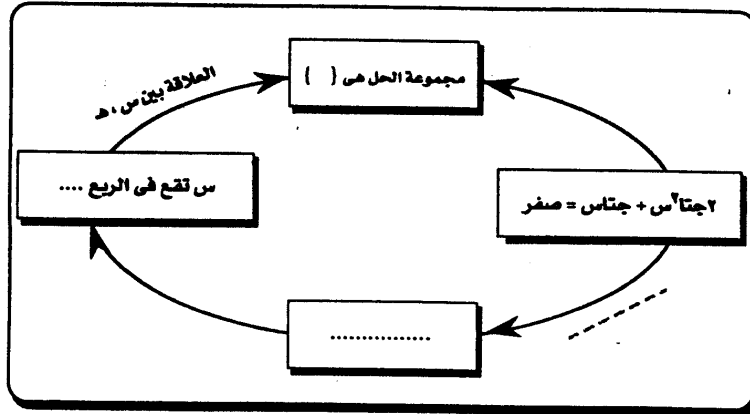 مجموعة الحل هى { }
العلاقة بين س ، هـ
س تقع فى الربع ....
٢جتا٢س + جتاس = صفر
.................